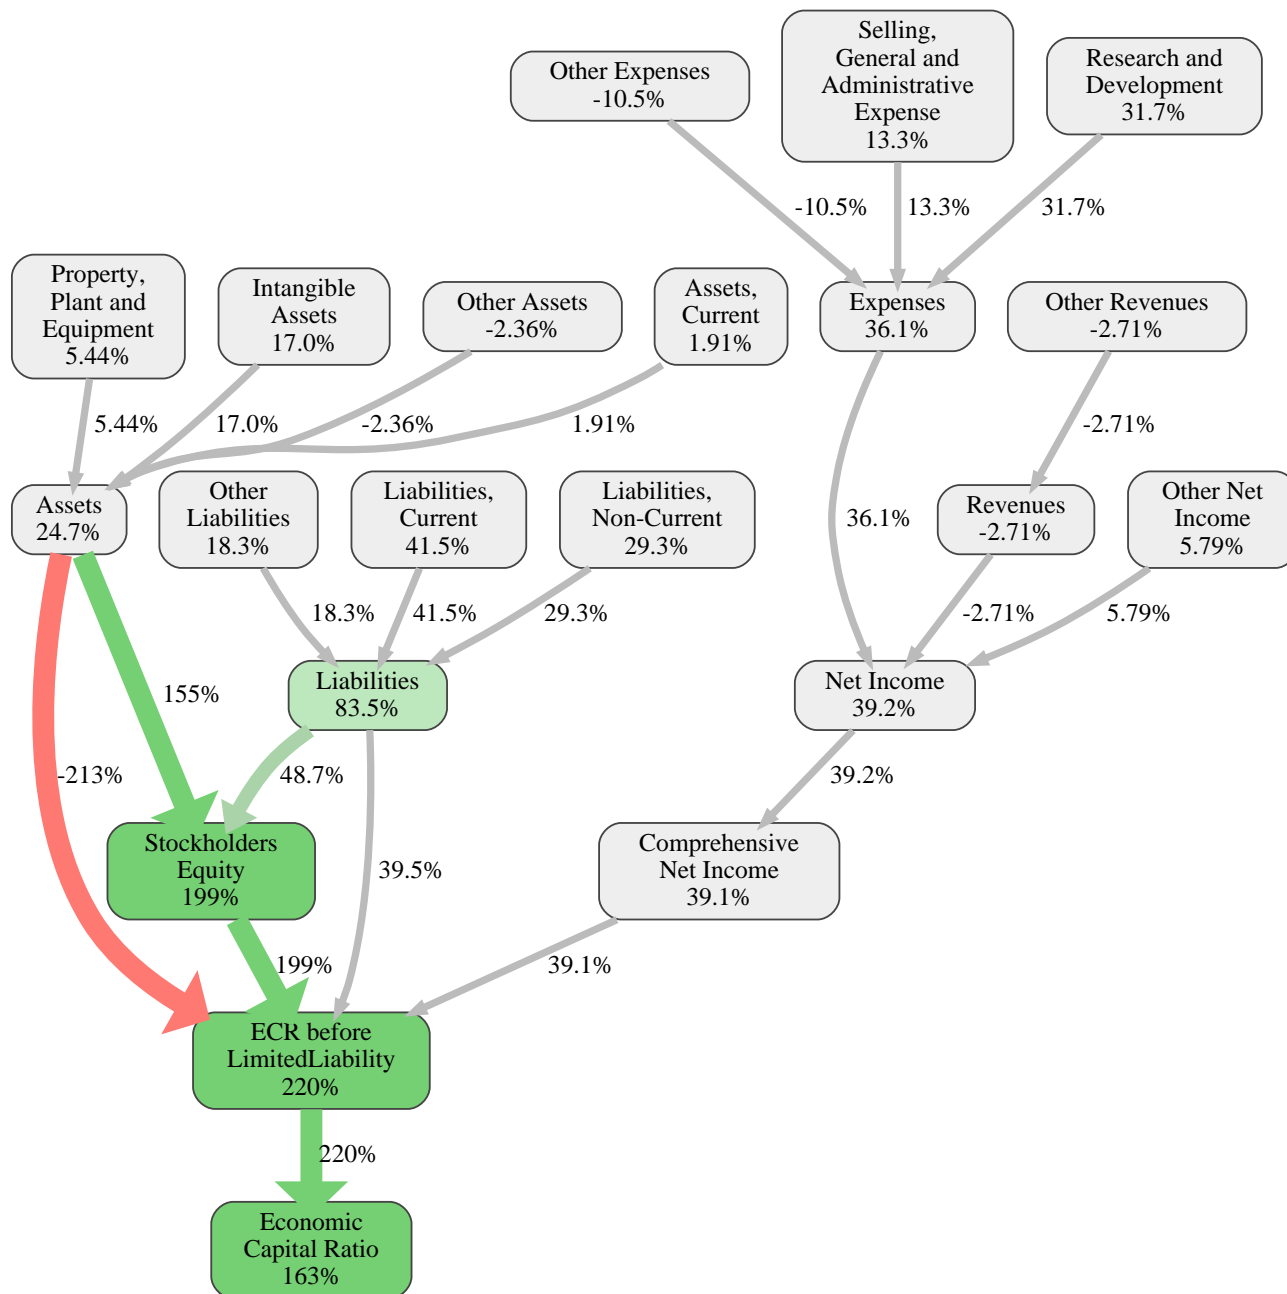 Other Expenses
-10.5%
Selling,
General and
Administrative
Expense
13.3%
Research and
Development
31.7%
-10.5%
13.3%
31.7%
Property,
Plant and
Equipment
5.44%
Intangible
Assets
17.0%
Other Assets
-2.36%
Assets,
Current
1.91%
Expenses
36.1%
Other Revenues
-2.71%
5.44%
17.0%
-2.36%
1.91%
-2.71%
Assets
24.7%
Other
Liabilities
18.3%
Liabilities,
Current
41.5%
Liabilities,
Non-Current
29.3%
36.1%
Revenues
-2.71%
Other Net
Income
5.79%
18.3%
41.5%
29.3%
-2.71%
5.79%
155%
Liabilities
83.5%
Net Income
39.2%
-213%
48.7%
39.2%
Stockholders
Equity
199%
39.5%
Comprehensive
Net Income
39.1%
199%
39.1%
ECR before
LimitedLiability
220%
220%
Economic
Capital Ratio
163%